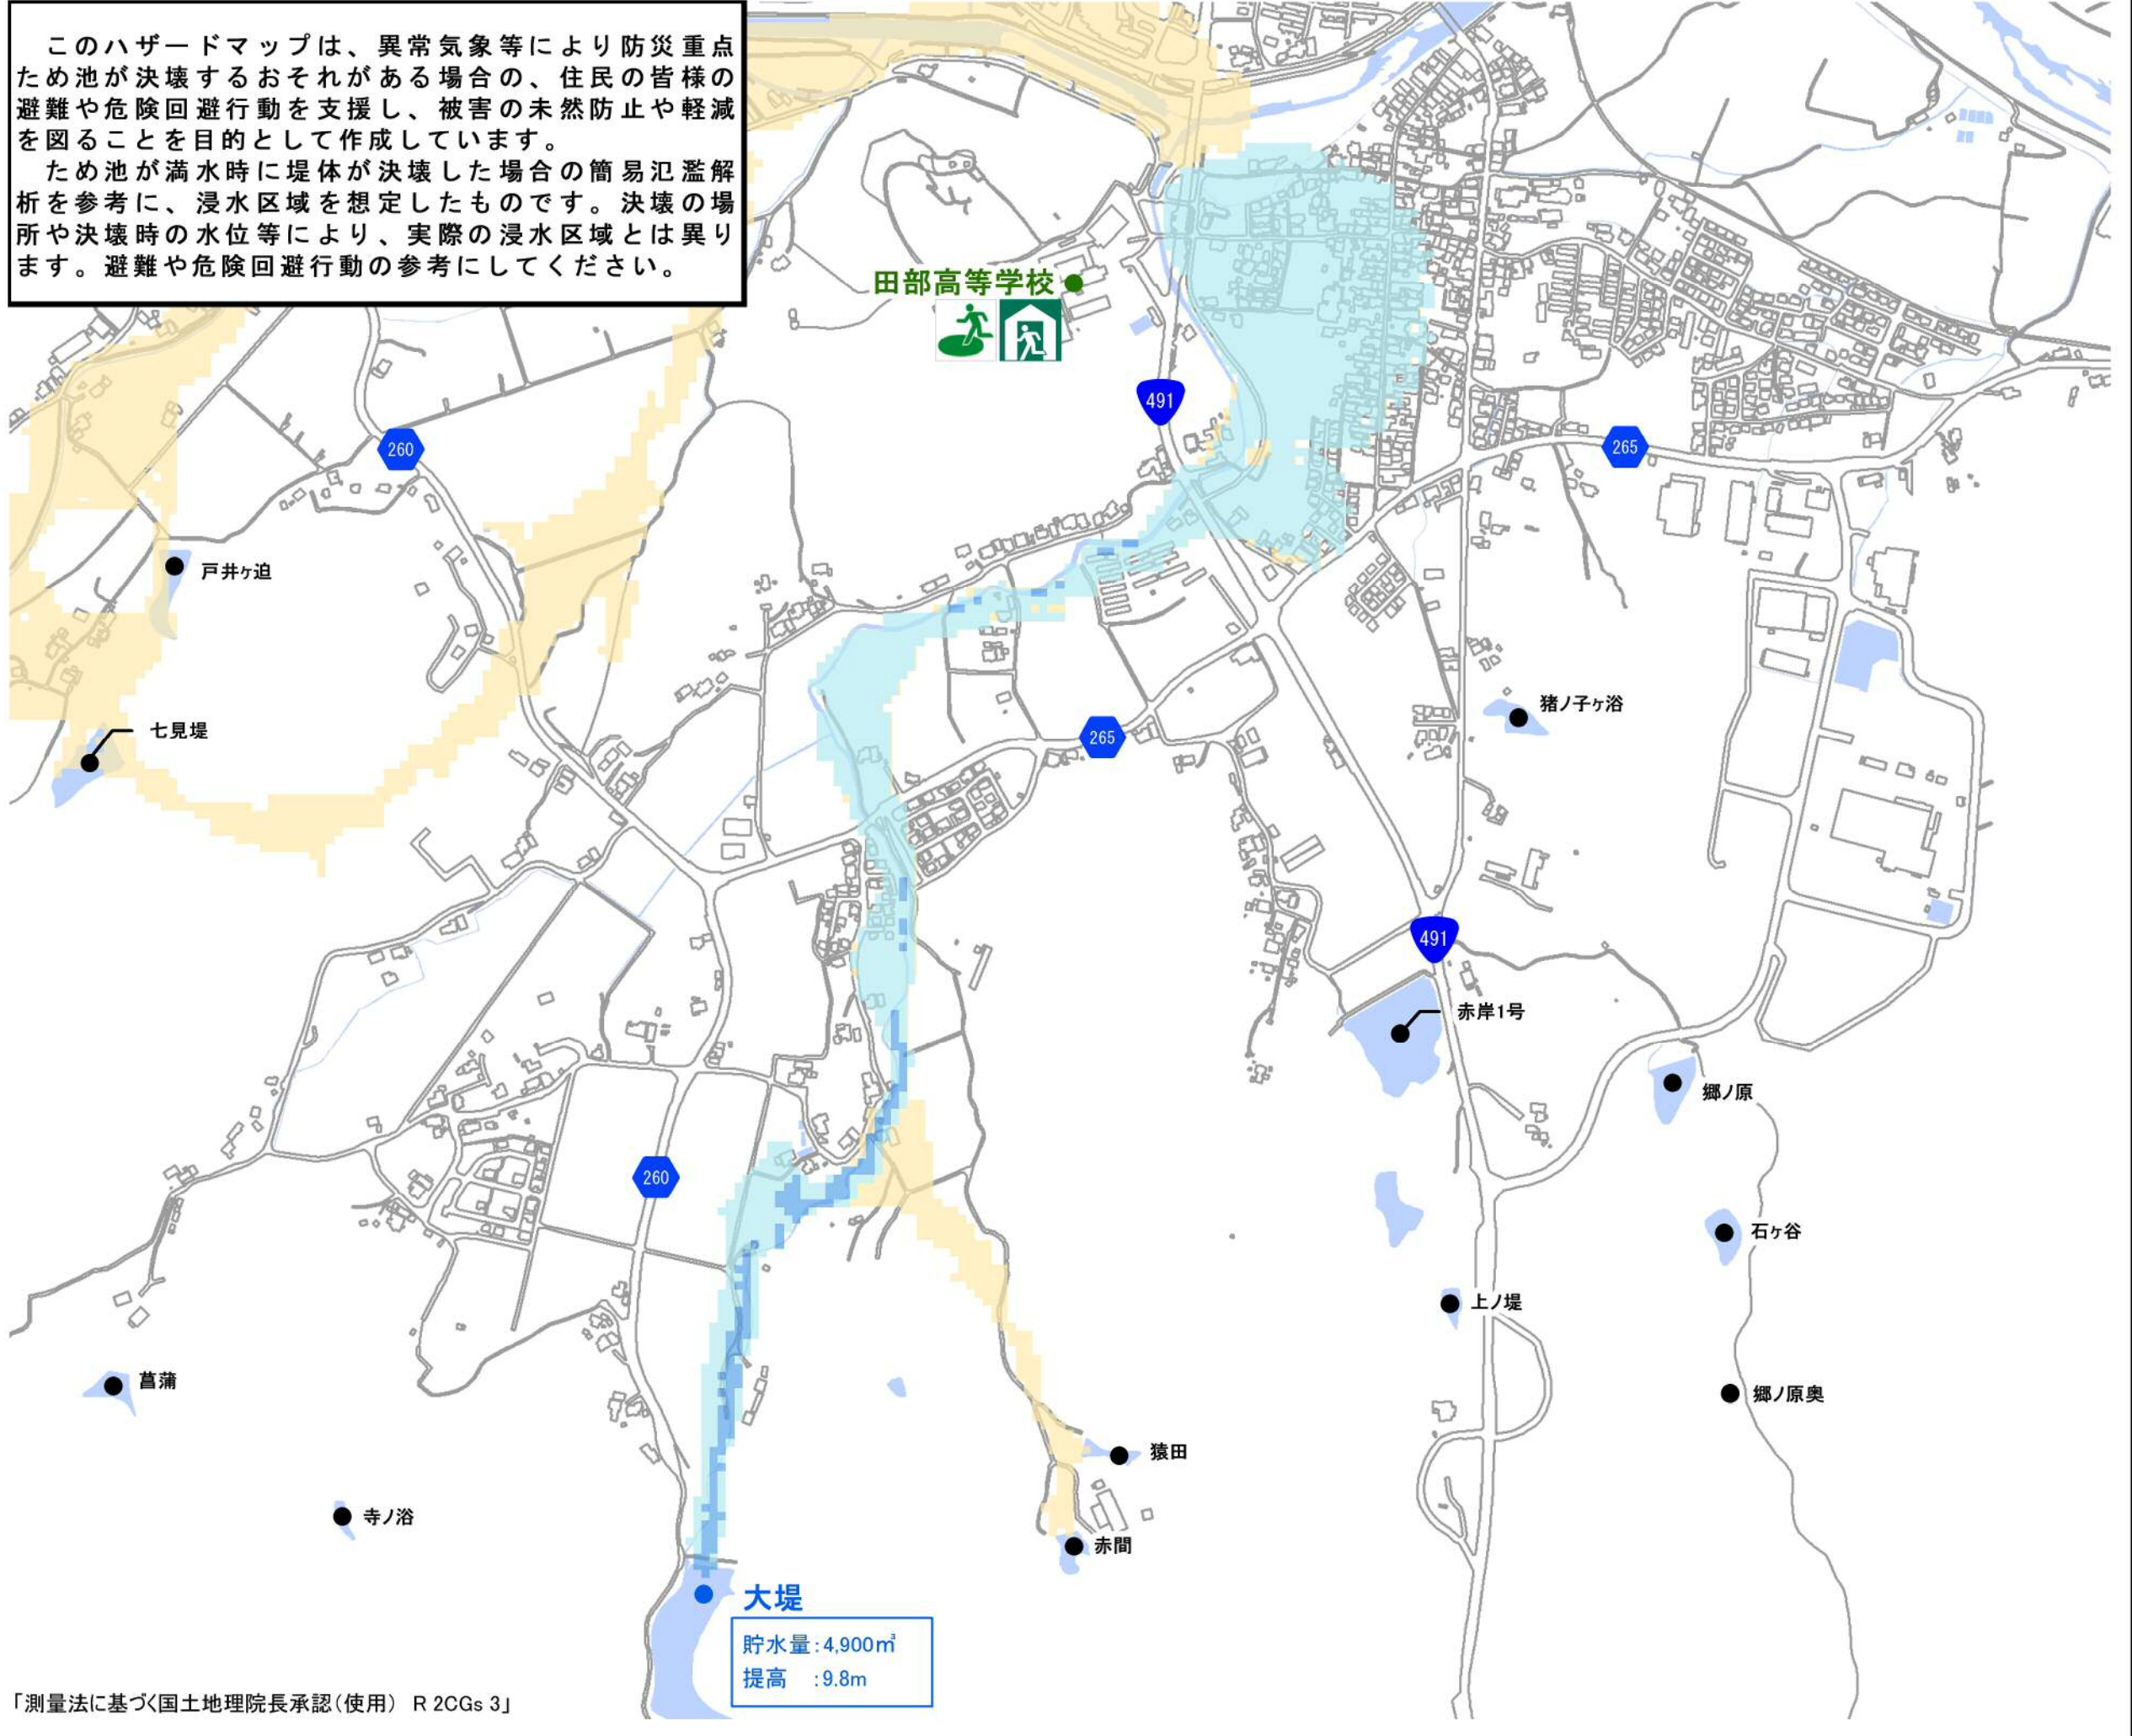 このハザードマップは、異常気象等により防災重点
ため池が決壊するおそれがある場合の、住民の皆様の
避難や危険回避行動を支援し、被害の未然防止や軽減
を図ることを目的として作成しています。
ため池が満水時に堤体が決壊した場合の簡易氾濫解
析を参考に、浸水区域を想定したものです。決壊の場
所や決壊時の水位等により、実際の浸水区域とは異り
ます。避難や危険回避行動の参考にしてください。
田部高等学校
491
260
265
戸井ヶ迫
七見堤
猪ノ子ヶ浴
265
491
赤岸1号
郷ノ原
260
石ヶ谷
上ノ堤
菖蒲
郷ノ原奥
猿田
寺ノ浴
赤間
大堤
貯水量:4,900㎥
提高 :9.8m
「測量法に基づく国土地理院長承認(使用) R 2CGs 3」